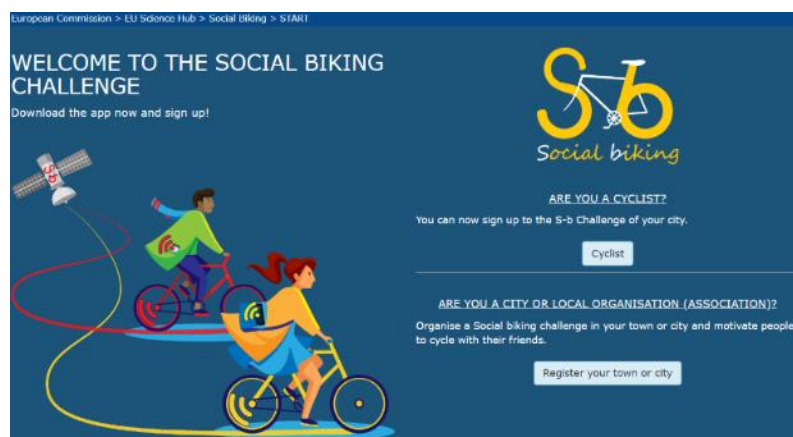 European Commission > EU Science Hub > Social Biking > START
WELCOME TO THE SOCIAL BIKING
CHALLENGE
Download the app now and sign up!
Sb
Sb
Social biking
ARE YOU A CYCLIST?
You can now sign up to the S-b Challenge of your city.
Cyclist
ARE YOU A CITY OR LOCAL ORGANISATION (ASSOCIATION)?
Organise a Social biking challenge in your town or city and motivate people
to cycle with their friends.
Register your town or city